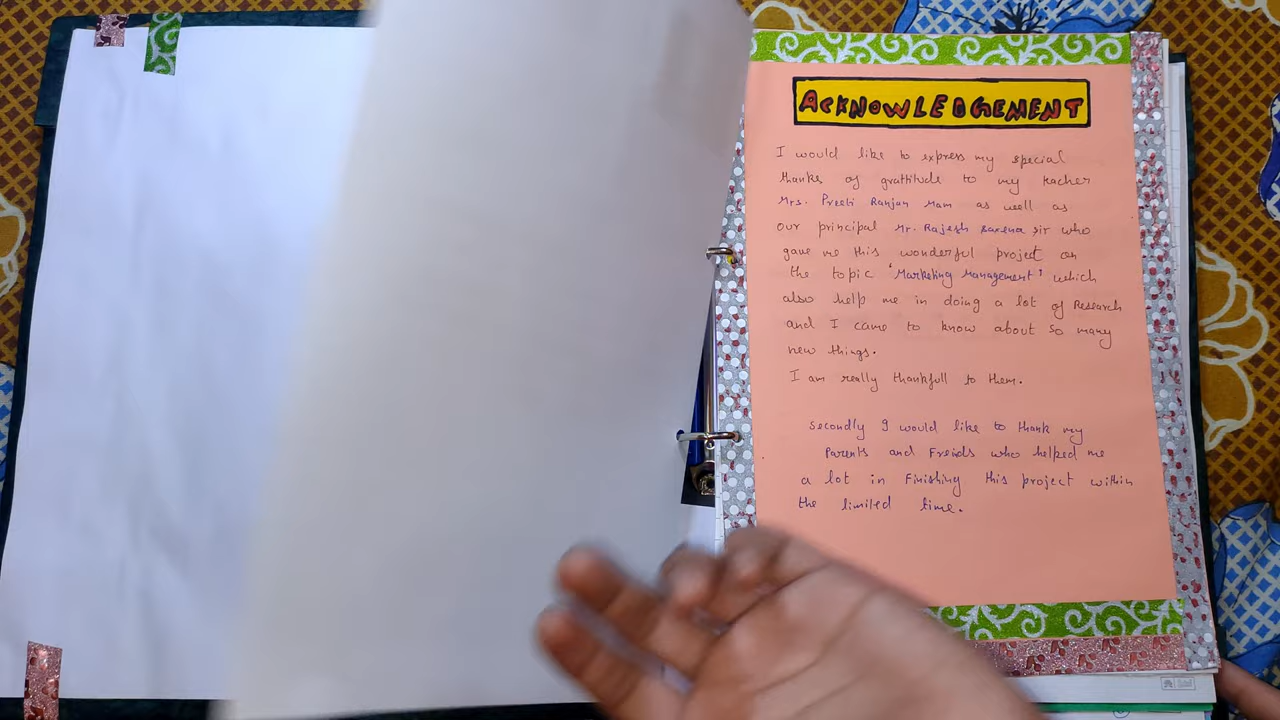 ACKNOWLEDGEMENT
I would like to express my special
thanks of grattitude to my teacher
Mrs. Preeti Ranjan Mam as well as
our principal Mr. Rajesh Saxena sir who
gave me this wonderful project on
the topic 'Marketing Management' which
also help me in doing a lot of Research
and I came to know about so many
new things.
I am really thankfull to them.
Secondly I would like to thank my
Parents and Freids who helped me
a lot in Finishing this project within
the limited time.